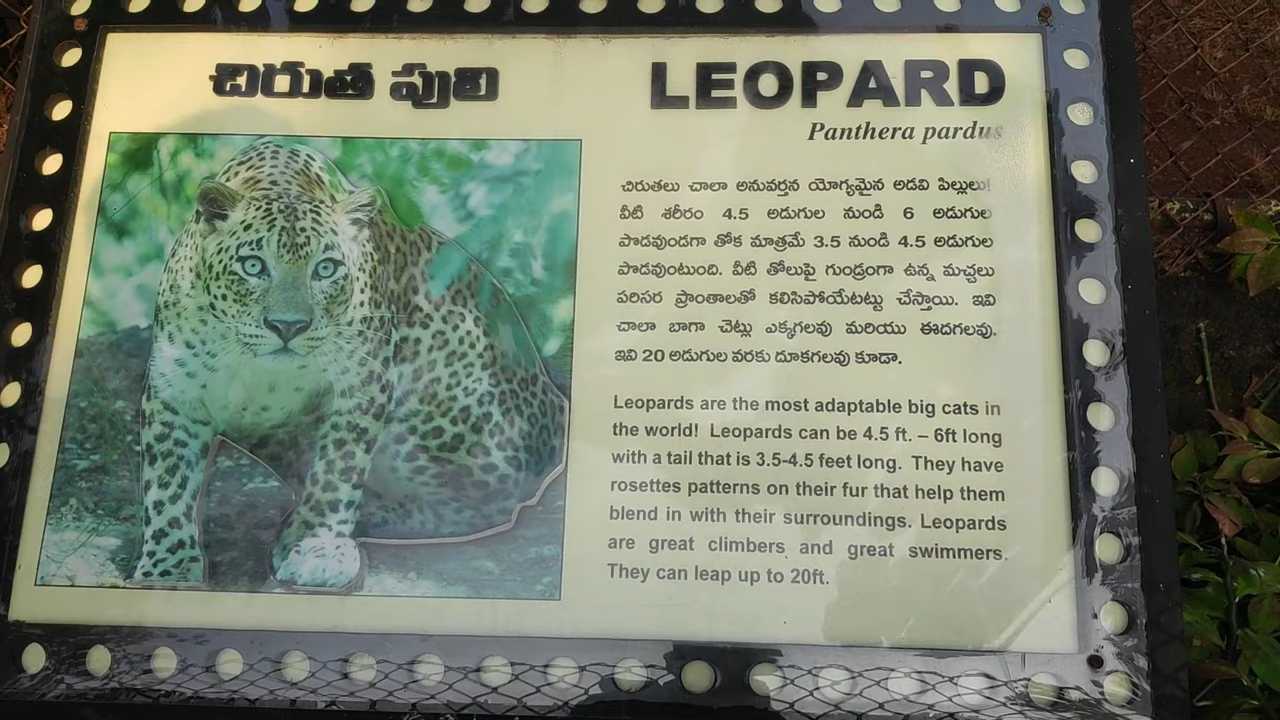 చిరుత పులి
LEOPARD
Panthera pardus
చిరుతలు చాలా అనువర్తన యోగ్యమైన అడవి పిల్లులు!
వీటి శరీరం 4.5 అడుగుల నుండి 6 అడుగుల
పొడవుండగా తోక మాత్రమే 3.5 నుండి 4.5 అడుగుల
పొడవుంటుంది. వీటి తోలుపై గుండ్రంగా ఉన్న మచ్చలు
పరిసర ప్రాంతాలతో కలిసిపోయేటట్టు చేస్తాయి. ఇవి
చాలా బాగా చెట్లు ఎక్కగలవు మరియు ఈదగలవు.
ఇవి 20 అడుగుల వరకు దూకగలవు కూడా.
Leopards are the most adaptable big cats in
the world! Leopards can be 4.5 ft. – 6ft long
with a tail that is 3.5-4.5 feet long. They have
rosettes patterns on their fur that help them
blend in with their surroundings. Leopards
are great climbers and great swimmers.
They can leap up to 20ft.